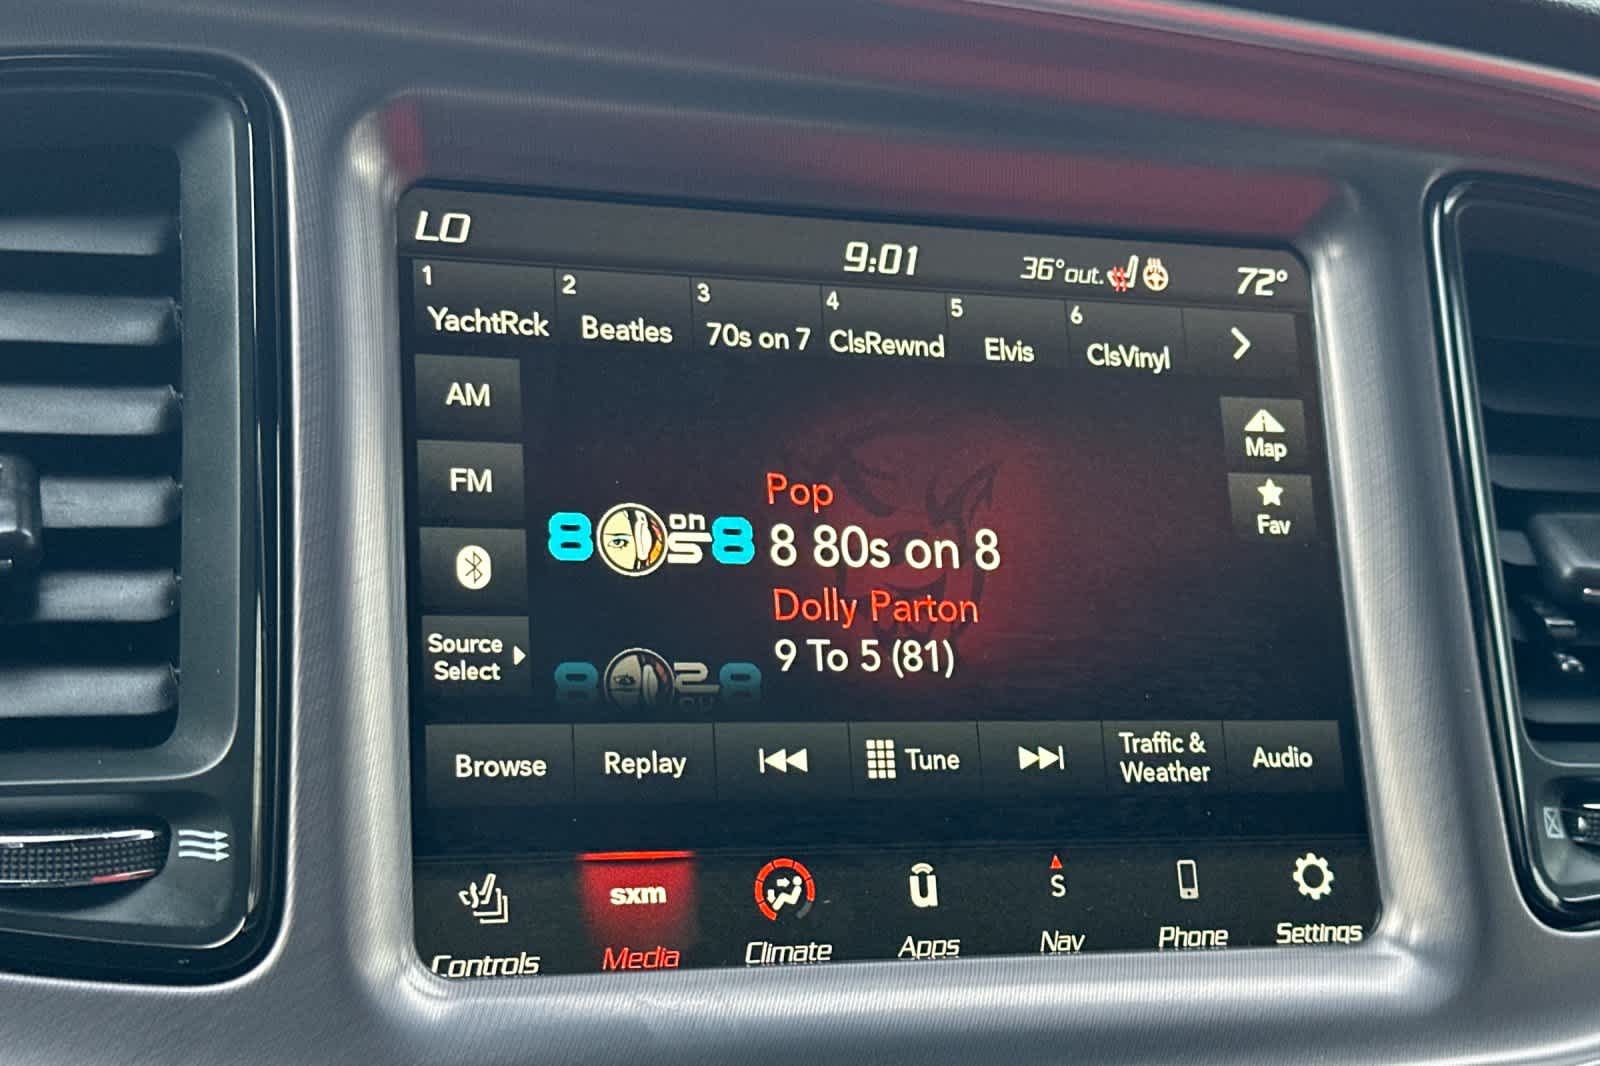 LO
9:01
36°out.
72°
1
YachtRck
2
Beatles
3
70s on 7
4
ClsRewnd
5
Elvis
6
ClsVinyl
AM
FM
Source
Select
Map
Fav
8 on 8
Pop
8 80s on 8
Dolly Parton
9 To 5 (81)
Browse
Replay
Tune
Traffic &
Weather
Audio
Controls
sxm
Media
Climate
u
Apps
S
Nav
Phone
Settings